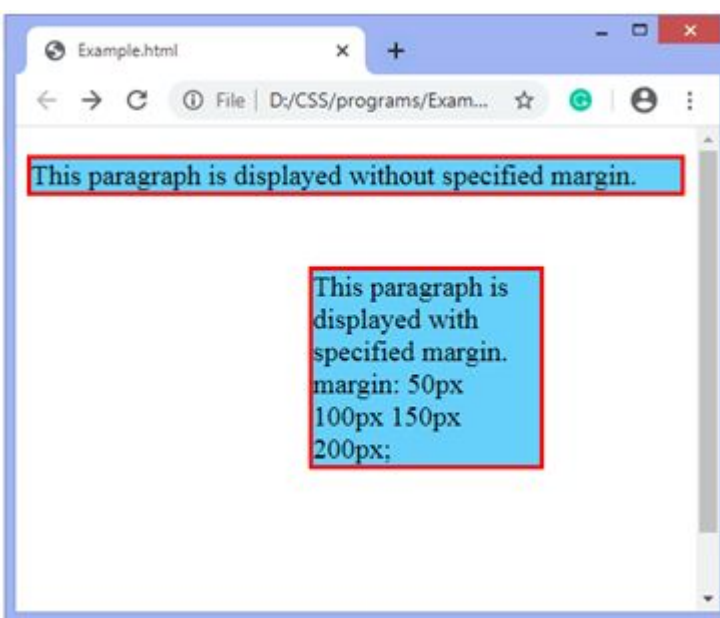 Example.html
File | D:/CSS/programs/Exam...
This paragraph is displayed without specified margin.
This paragraph is
displayed with
specified margin.
margin: 50px
100px 150px
200px;